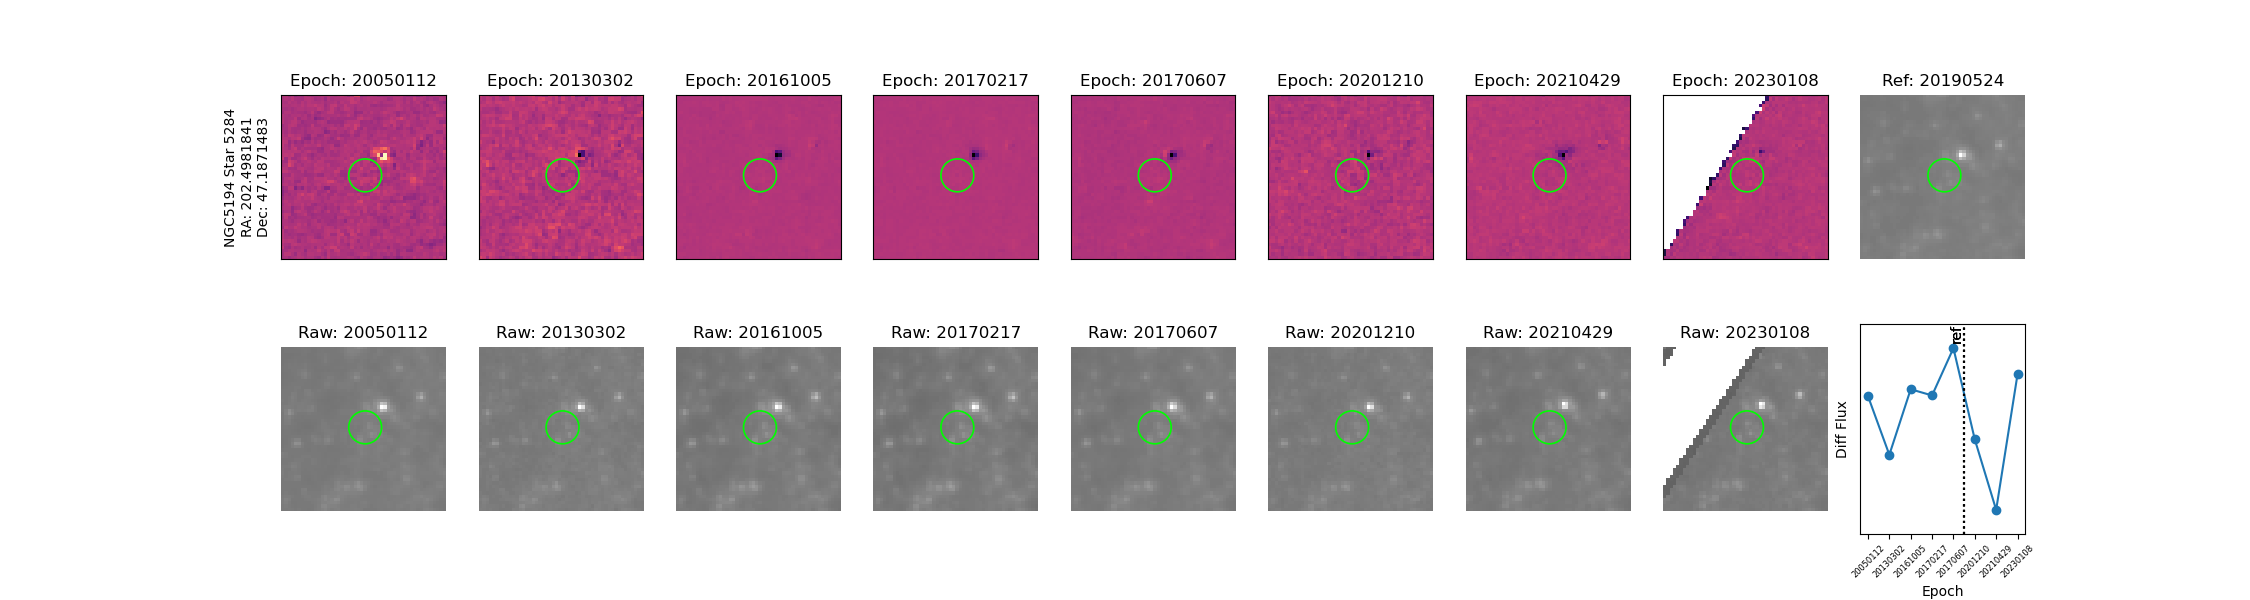 NGC5194 Star 5284
RA: 202.4981841
Dec: 47.1871483
Epoch: 20050112
Epoch: 20130302
Epoch: 20161005
Epoch: 20170217
Epoch: 20170607
Epoch: 20201210
Epoch: 20210429
Epoch: 20230108
Ref: 20190524
Raw: 20050112
Raw: 20130302
Raw: 20161005
Raw: 20170217
Raw: 20170607
Raw: 20201210
Raw: 20210429
Raw: 20230108
ref
Diff Flux
20050112
20130302
20161005
20170217
20170607
20201210
20210429
20230108
Epoch